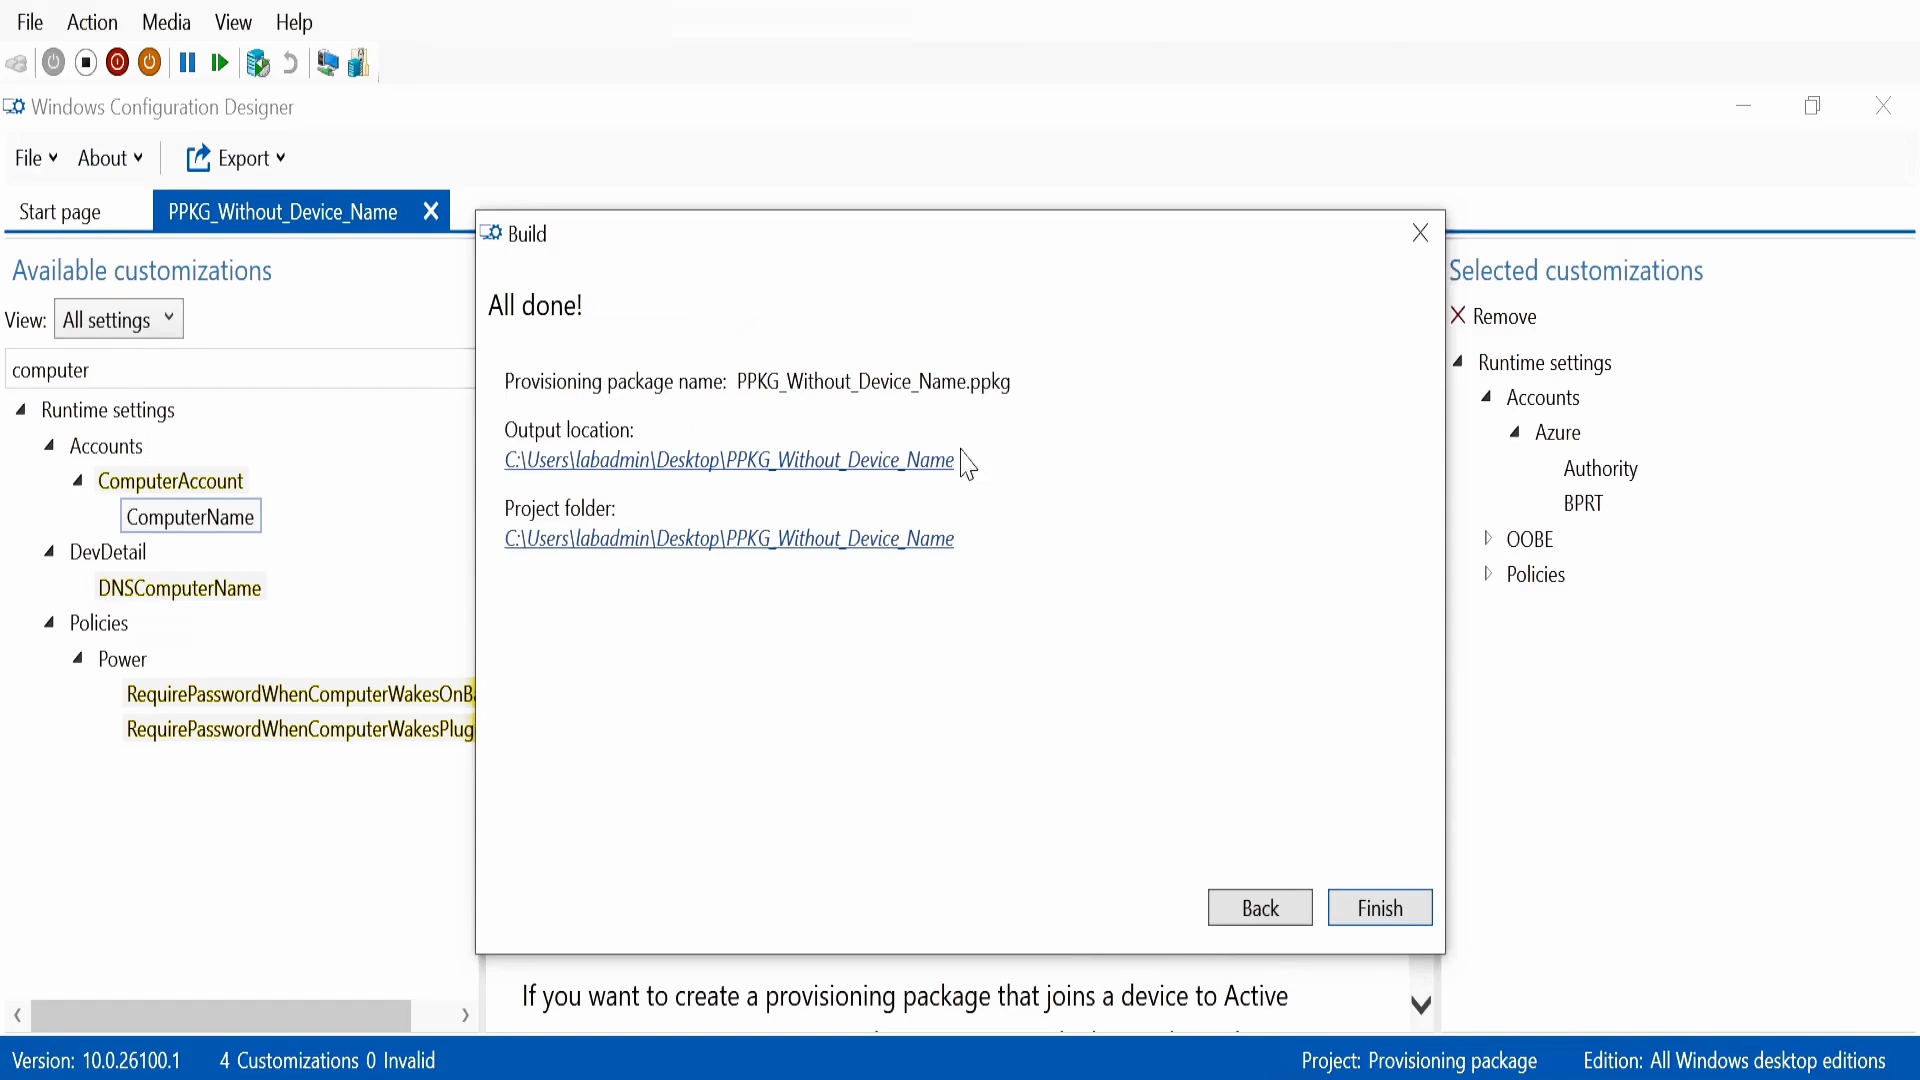 File Action Media View Help
Windows Configuration Designer
File About Export
Start page PPKG_Without_Device_Name
Build
All done!
Provisioning package name: PPKG_Without_Device_Name.ppkg
Output location:
C:\Users\labadmin\Desktop\PPKG_Without_Device_Name
Project folder:
C:\Users\labadmin\Desktop\PPKG_Without_Device_Name
Back Finish
Available customizations
View: All settings
computer
Runtime settings
Accounts
ComputerAccount
ComputerName
DevDetail
DNSComputerName
Policies
Power
RequirePasswordWhenComputerWakesOnBa
RequirePasswordWhenComputerWakesPlug
If you want to create a provisioning package that joins a device to Active
Selected customizations
Remove
Runtime settings
Accounts
Azure
Authority
BPRT
OOBE
Policies
Version: 10.0.26100.1 4 Customizations 0 Invalid Project: Provisioning package Edition: All Windows desktop editions